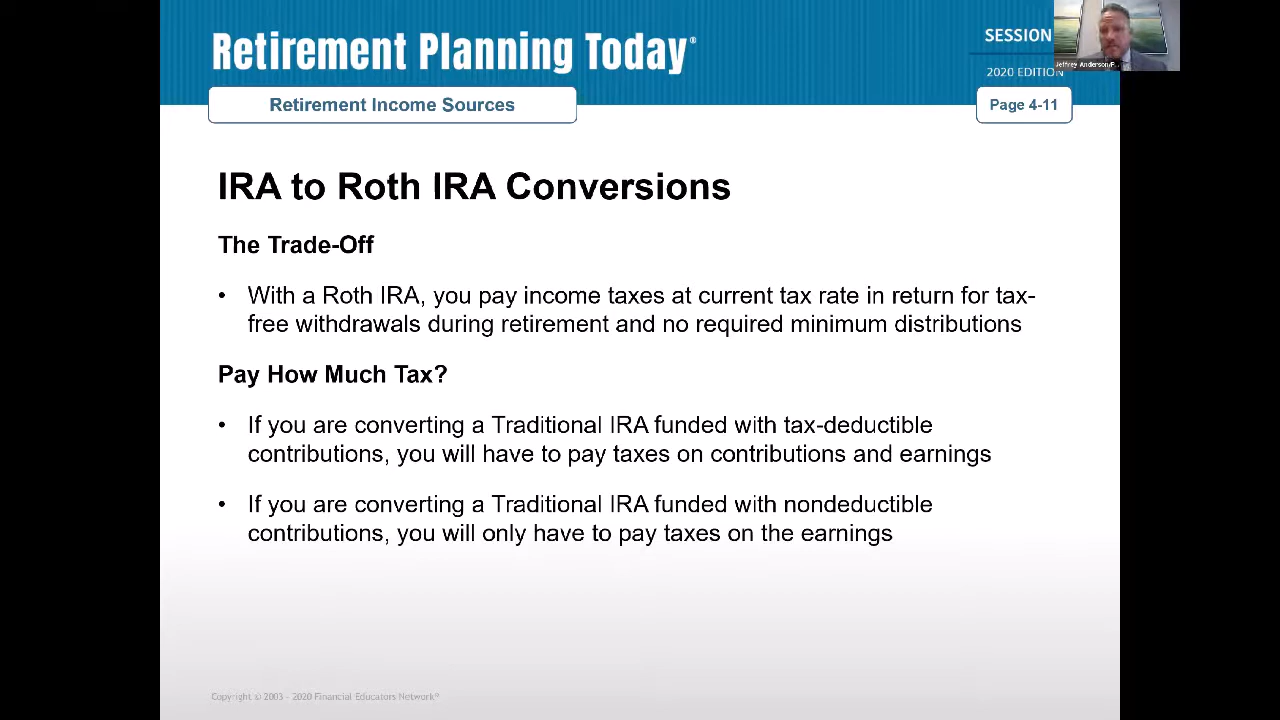 Retirement Planning Today®
SESSION
2020 EDITION
Jeffrey Anderson/P...
Retirement Income Sources
Page 4-11
IRA to Roth IRA Conversions
The Trade-Off
• With a Roth IRA, you pay income taxes at current tax rate in return for tax-
free withdrawals during retirement and no required minimum distributions
Pay How Much Tax?
• If you are converting a Traditional IRA funded with tax-deductible
contributions, you will have to pay taxes on contributions and earnings
• If you are converting a Traditional IRA funded with nondeductible
contributions, you will only have to pay taxes on the earnings
Copyright © 2003 - 2020 Financial Educators Network®